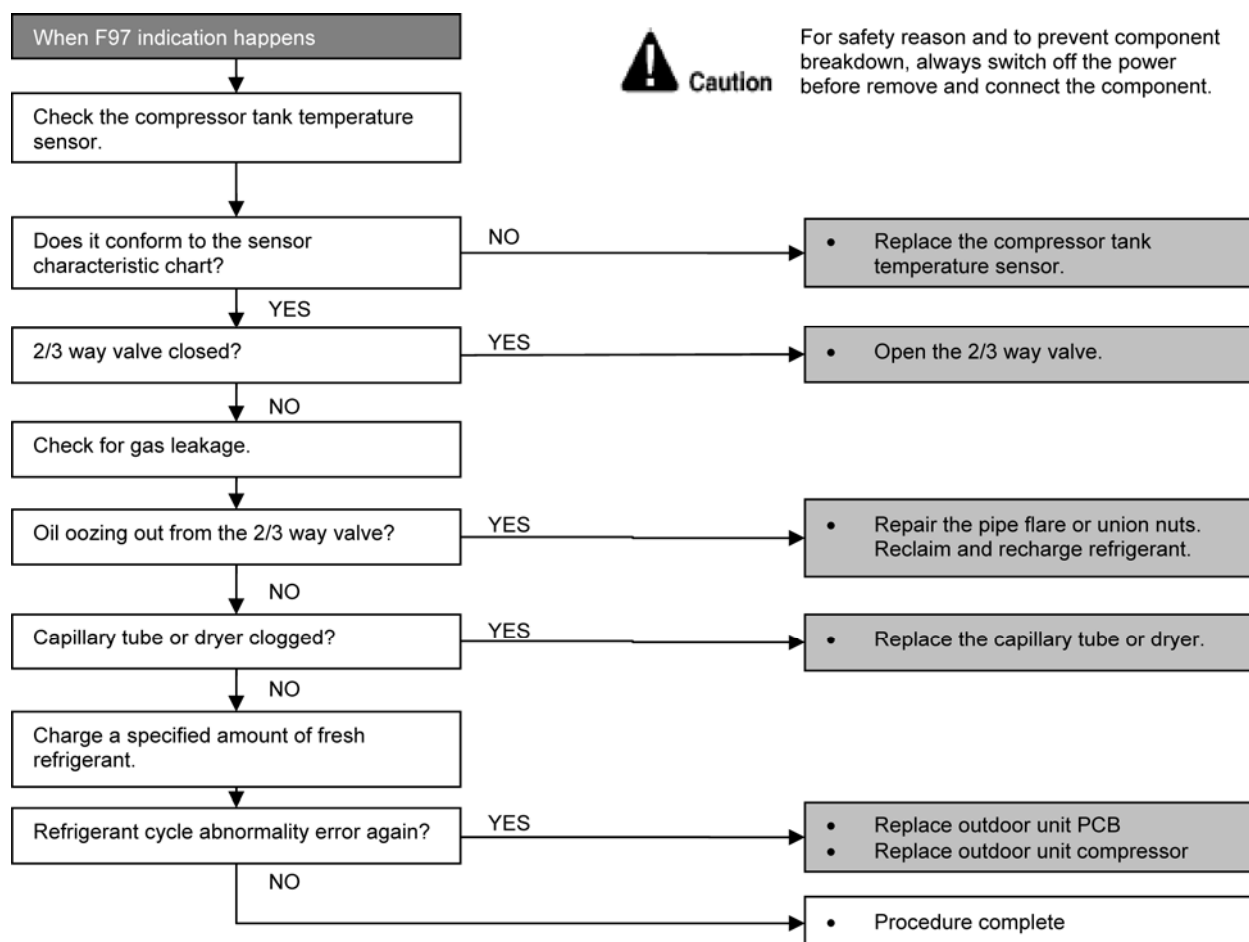 When F97 indication happens
Caution
For safety reason and to prevent component
breakdown, always switch off the power
before remove and connect the component.
Check the compressor tank temperature
sensor.
Does it conform to the sensor
characteristic chart?
NO
• Replace the compressor tank
temperature sensor.
YES
2/3 way valve closed?
YES
• Open the 2/3 way valve.
NO
Check for gas leakage.
Oil oozing out from the 2/3 way valve?
YES
• Repair the pipe flare or union nuts.
Reclaim and recharge refrigerant.
NO
Capillary tube or dryer clogged?
YES
• Replace the capillary tube or dryer.
NO
Charge a specified amount of fresh
refrigerant.
Refrigerant cycle abnormality error again?
YES
• Replace outdoor unit PCB
• Replace outdoor unit compressor
NO
• Procedure complete